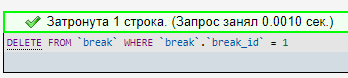 Затронута 1 строка. (Запрос занял 0.0010 сек.)
DELETE FROM `break` WHERE `break`.`break_id` = 1